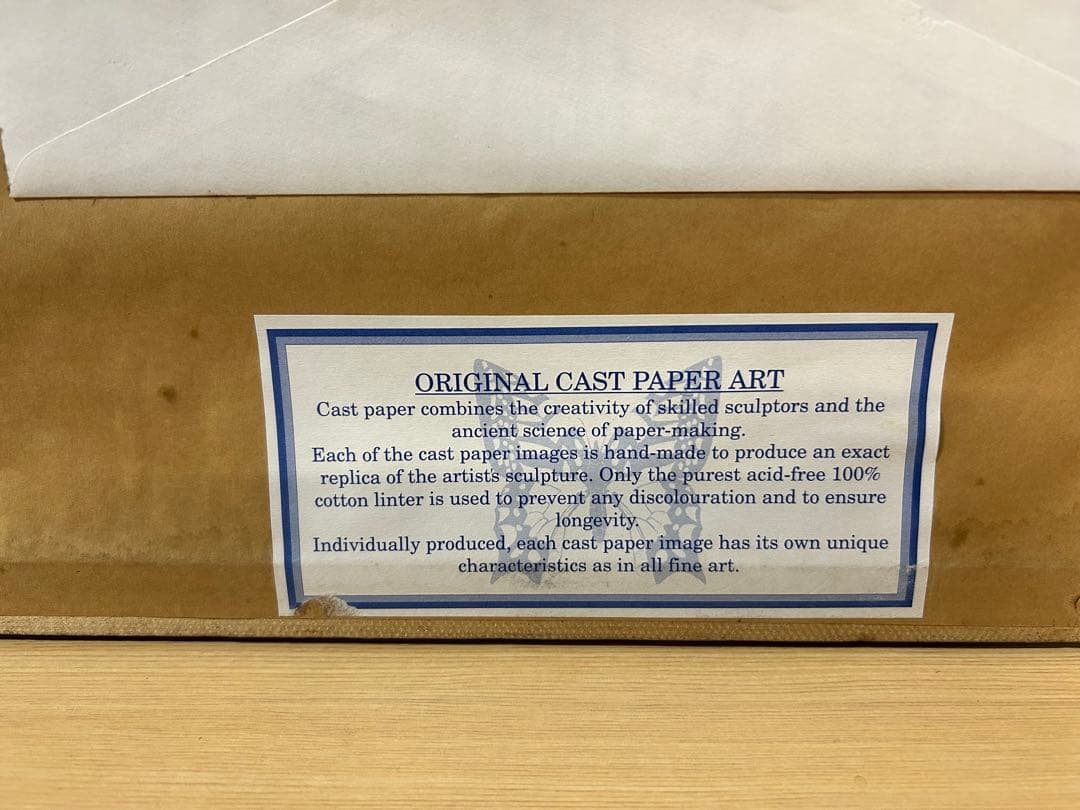 ORIGINAL CAST PAPER ART
Cast paper combines the creativity of skilled sculptors and the
ancient science of paper-making.
Each of the cast paper images is hand-made to produce an exact
replica of the artist's sculpture. Only the purest acid-free 100%
cotton linter is used to prevent any discolouration and to ensure
longevity.
Individually produced, each cast paper image has its own unique
characteristics as in all fine art.